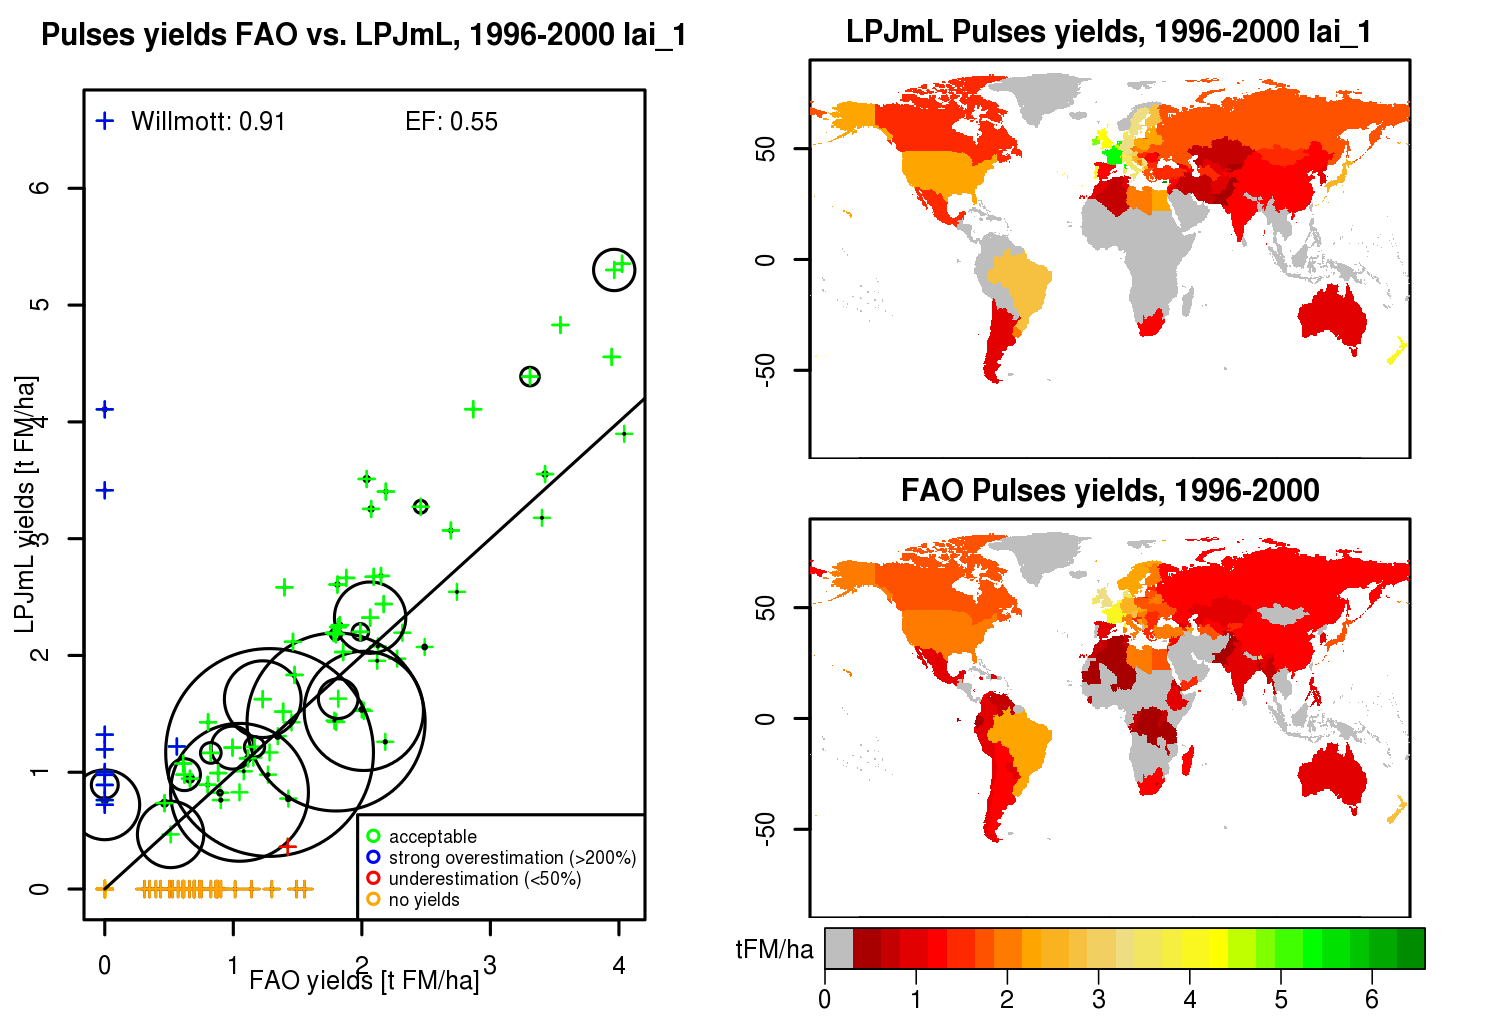 Pulses yields FAO vs. LPJmL, 1996-2000 lai_1
Willmott: 0.91 EF: 0.55
6
5
4
3
2
1
0
LPJmL yields [t FM/ha]
acceptable
strong overestimation (>200%)
underestimation (<50%)
no yields
0 1 2 3 4
FAO yields [t FM/ha]
LPJmL Pulses yields, 1996-2000 lai_1
50
0
-50
FAO Pulses yields, 1996-2000
50
0
-50
tFM/ha
0 1 2 3 4 5 6